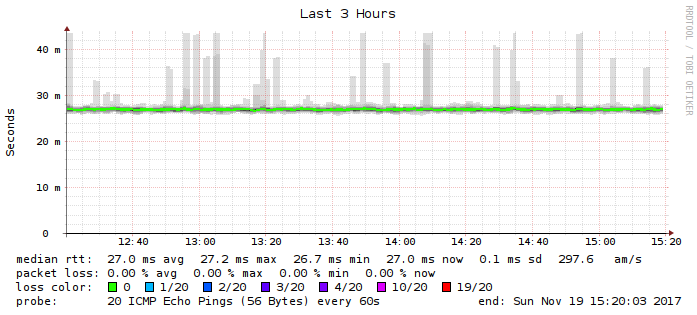 Last 3 Hours
RRDTOOL / TOBI OETIKER
Seconds
40 m
30 m
20 m
10 m
0
12:40 13:00 13:20 13:40 14:00 14:20 14:40 15:00 15:20
median rtt: 27.0 ms avg 27.2 ms max 26.7 ms min 27.0 ms now 0.1 ms sd 297.6 am/s
packet loss: 0.00 % avg 0.00 % max 0.00 % min 0.00 % now
loss color: 0 1/20 2/20 3/20 4/20 10/20 19/20
probe: 20 ICMP Echo Pings (56 Bytes) every 60s end: Sun Nov 19 15:20:03 2017